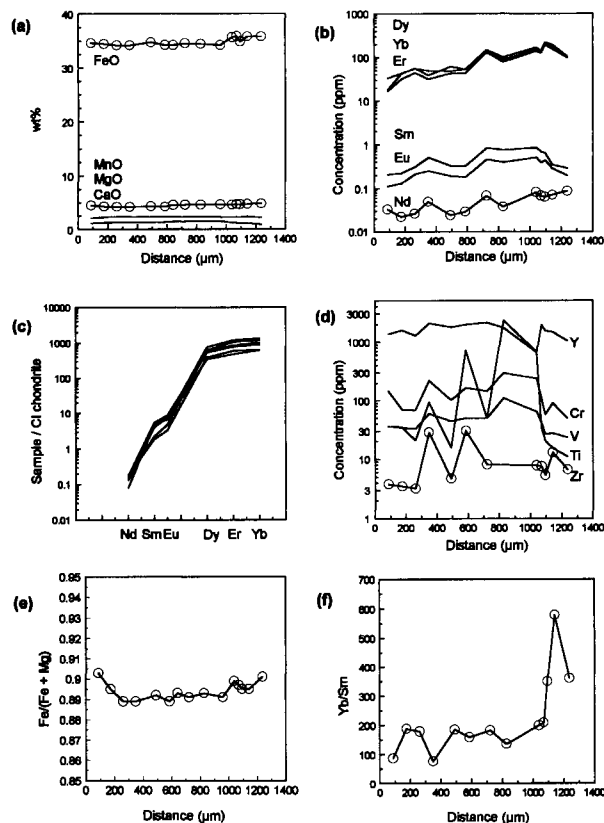 (a)
40
35
30
25
20
15
10
5
0
wt%
FeO
MnO
MgO
CaO
0 200 400 600 800 1000 1200 1400
Distance (µm)
(b)
1000
100
10
1
0.1
0.01
Concentration (ppm)
Dy
Yb
Er
Sm
Eu
Nd
0 200 400 600 800 1000 1200 1400
Distance (µm)
(c)
10000
1000
100
10
1
0.1
0.01
Sample / CI chondrite
Nd Sm Eu Dy Er Yb
(d)
3000
1000
300
100
30
10
3
1
Concentration (ppm)
Y
Cr
V
Ti
Zr
0 200 400 600 800 1000 1200 1400
Distance (µm)
(e)
0.95
0.94
0.93
0.92
0.91
0.9
0.89
0.88
0.87
0.86
0.85
Fe/(Fe + Mg)
0 200 400 600 800 1000 1200 1400
Distance (µm)
(f)
700
600
500
400
300
200
100
0
Yb/Sm
0 200 400 600 800 1000 1200 1400
Distance (µm)